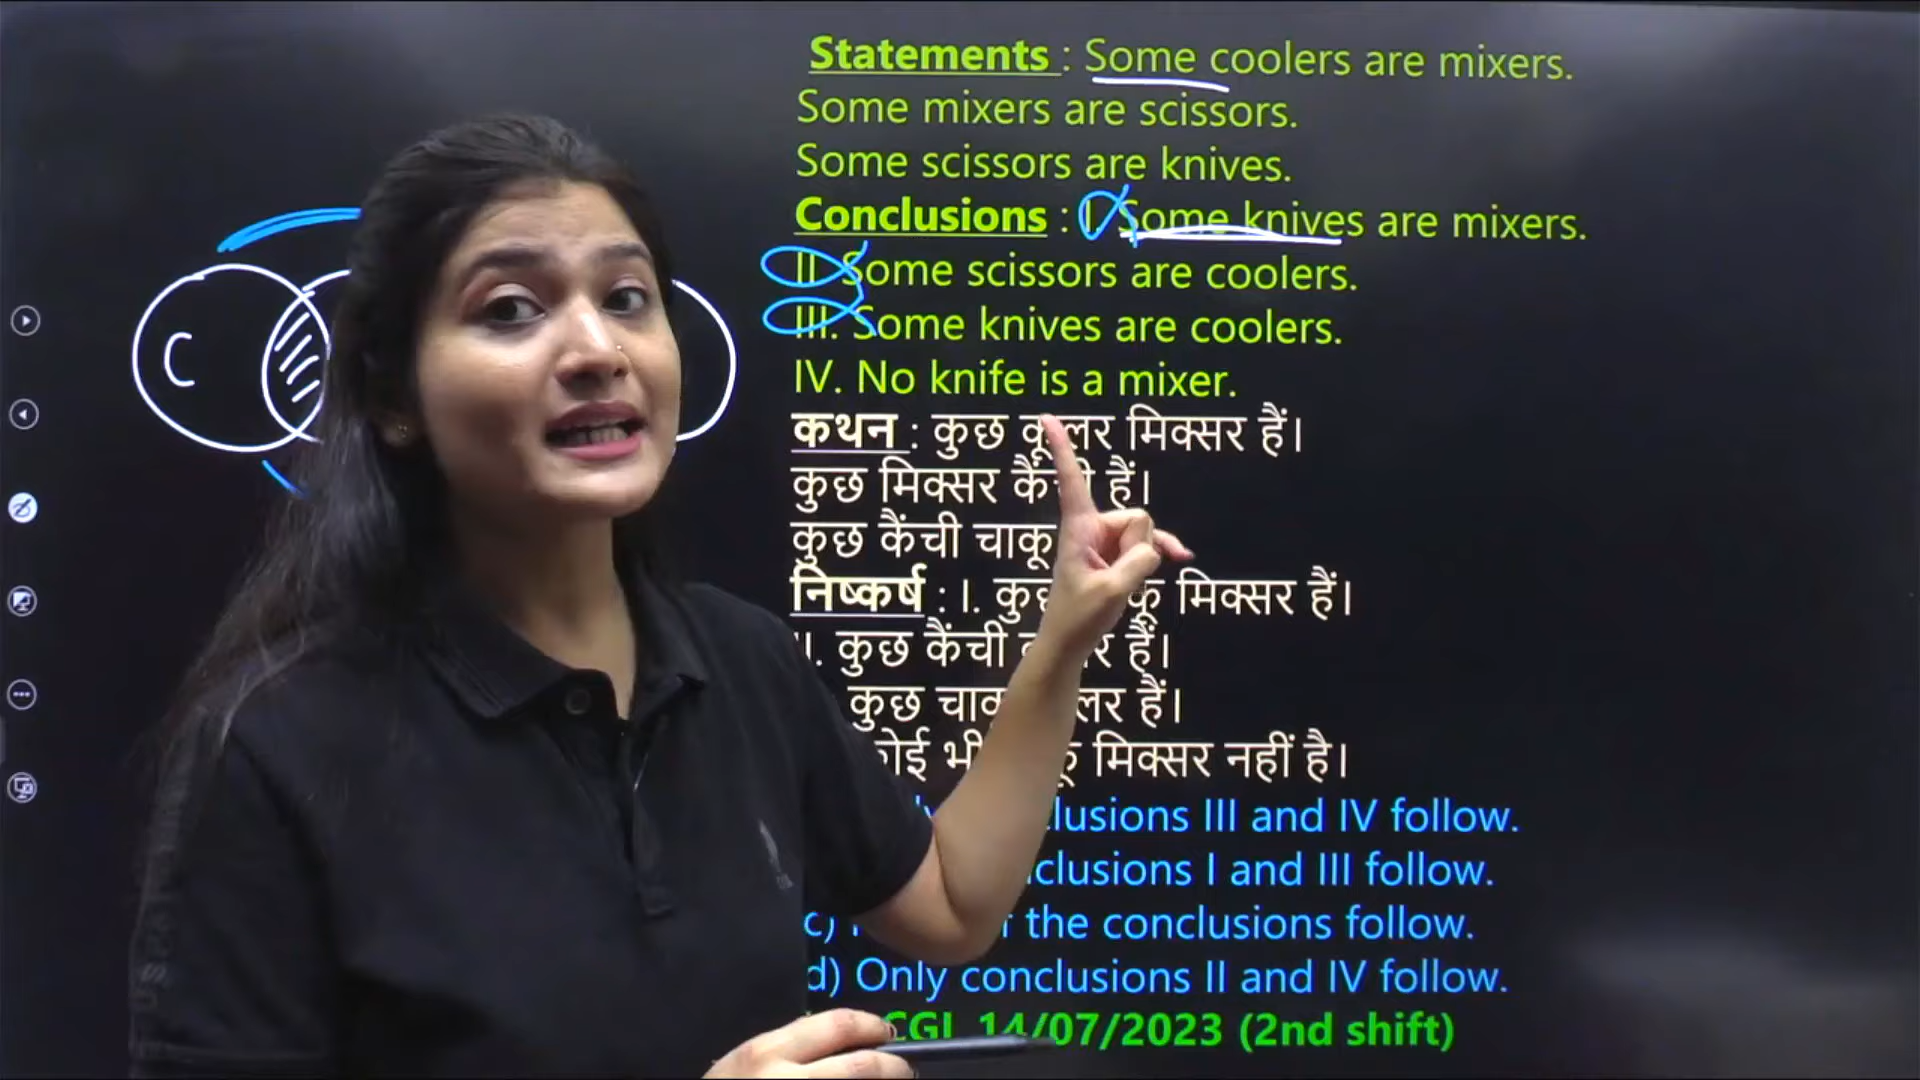 Statements : Some coolers are mixers.
Some mixers are scissors.
Some scissors are knives.
Conclusions : I. Some knives are mixers.
II. Some scissors are coolers.
III. Some knives are coolers.
IV. No knife is a mixer.
कथन : कुछ कूलर मिक्सर हैं।
कुछ मिक्सर हैं।
कुछ कैंची चाकू
निष्कर्ष : I. मिक्सर हैं।
कुछ कैंची हैं।
कुछ हैं।
मिक्सर नहीं है।
III and IV follow.
I and III follow.
c) the conclusions follow.
d) Only conclusions II and IV follow.
CGL 14/07/2023 (2nd shift)
C